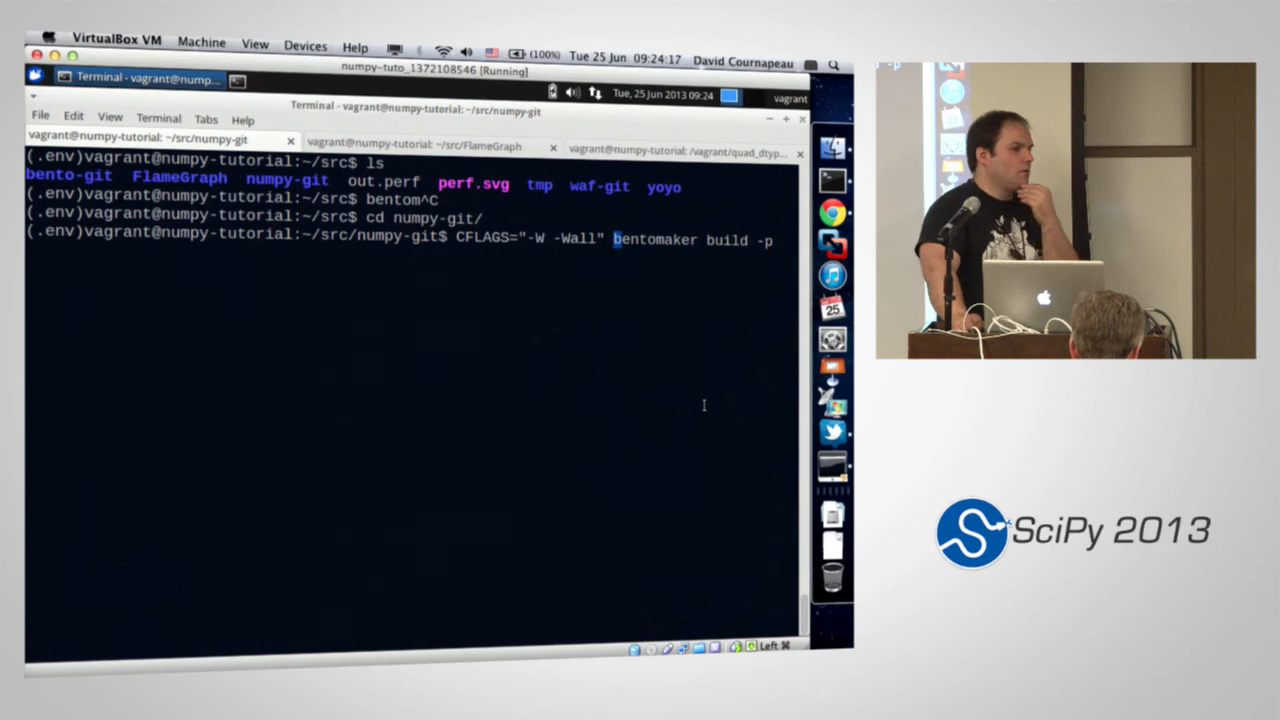 VirtualBox VM Machine View Devices Help (100%) Tue 25 Jun 09:24:17 David Cournapeau
numpy-tuto_1372108546 [Running]
Terminal - vagrant@nump... Tue, 25 Jun 2013 09:24 vagrant
Terminal - vagrant@numpy-tutorial: ~/src/numpy-git
File Edit View Terminal Tabs Help
vagrant@numpy-tutorial: ~/src/numpy-git vagrant@numpy-tutorial: ~/src/FlameGraph vagrant@numpy-tutorial: /vagrant/quad_dtyp...
(.env)vagrant@numpy-tutorial:~/src$ ls
bento-git FlameGraph numpy-git out.perf perf.svg tmp waf-git yoyo
(.env)vagrant@numpy-tutorial:~/src$ bentom^C
(.env)vagrant@numpy-tutorial:~/src$ cd numpy-git/
(.env)vagrant@numpy-tutorial:~/src/numpy-git$ CFLAGS="-W -Wall" bentomaker build -p
25
Left ⌘
-p
SciPy 2013